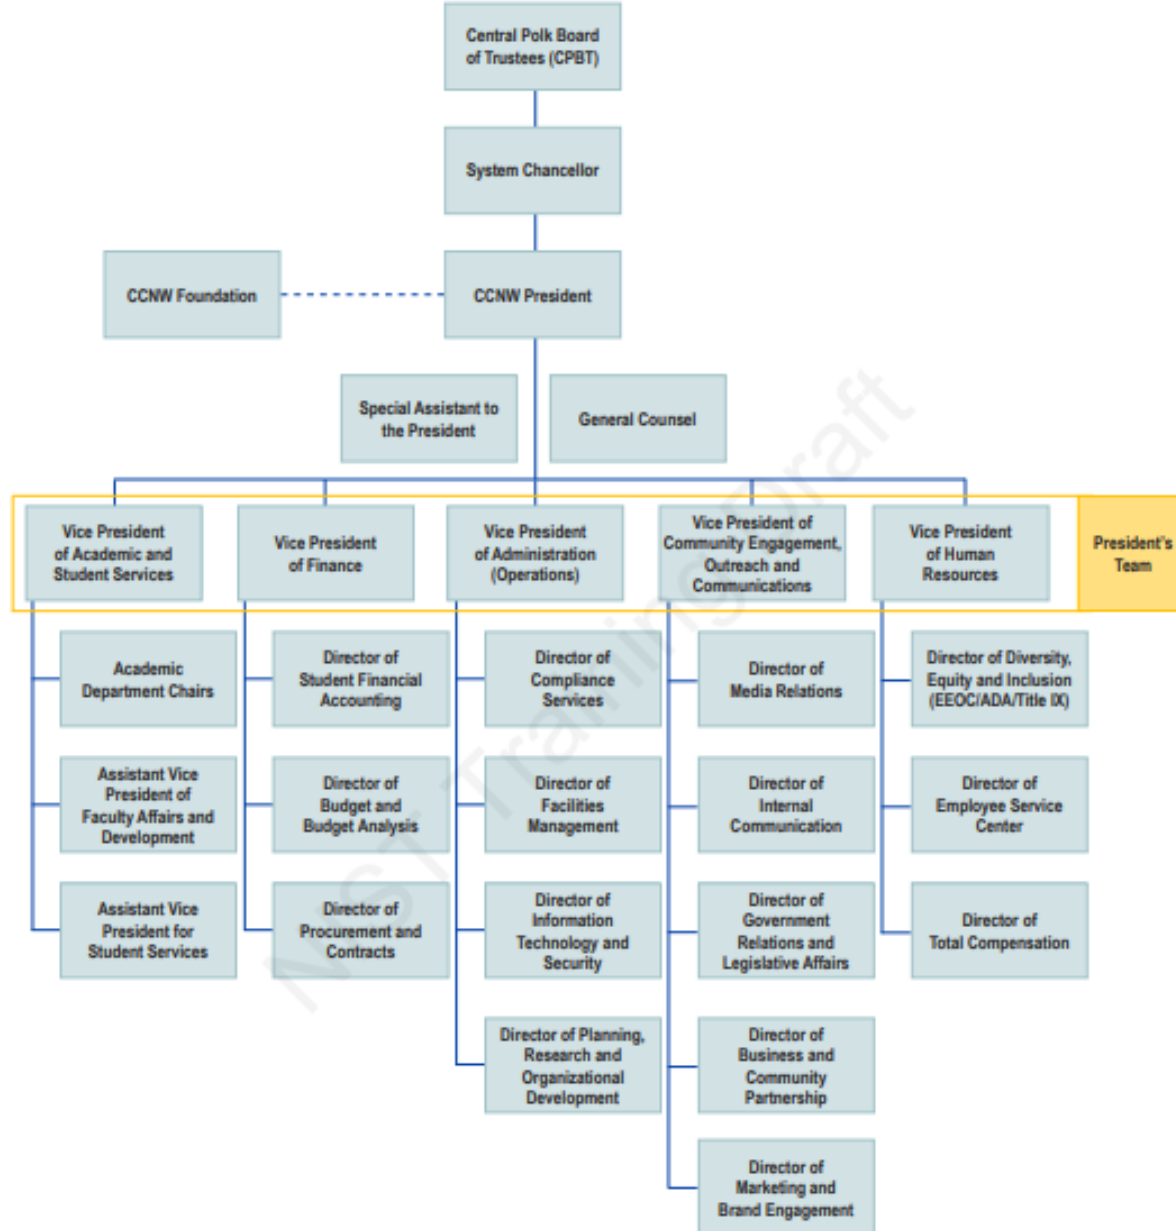 Central Polk Board
of Trustees (CPBT)
System Chancellor
CCNW Foundation
CCNW President
Special Assistant to
the President
General Counsel
Vice President
of Academic and
Student Services
Vice President
of Finance
Vice President
of Administration
(Operations)
Vice President of
Community Engagement,
Outreach and
Communications
Vice President
of Human
Resources
President's
Team
Academic
Department Chairs
Director of
Student Financial
Accounting
Director of
Compliance
Services
Director of
Media Relations
Director of Diversity,
Equity and Inclusion
(EEOC/ADA/Title IX)
Assistant Vice
President of
Faculty Affairs and
Development
Director of
Budget and
Budget Analysis
Director of
Facilities
Management
Director of
Internal
Communication
Director of
Employee Service
Center
Assistant Vice
President for
Student Services
Director of
Procurement and
Contracts
Director of
Information
Technology and
Security
Director of
Government
Relations and
Legislative Affairs
Director of
Total Compensation
Director of Planning,
Research and
Organizational
Development
Director of
Business and
Community
Partnership
Director of
Marketing and
Brand Engagement
NIST Training Draft